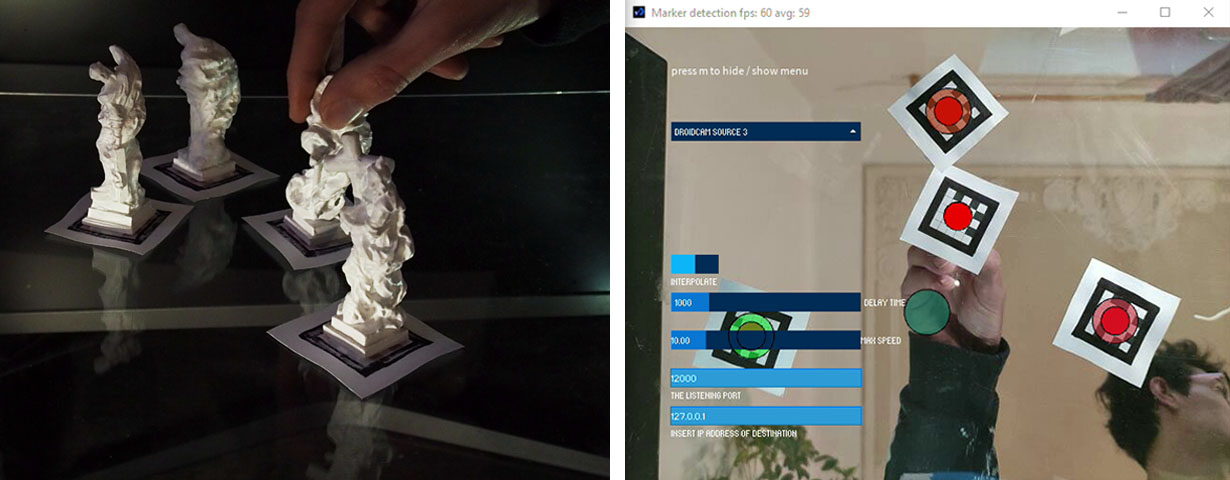 Marker detection fps: 60 avg: 59
press m to hide / show menu
DROIDCAM SOURCE 3
INTERPOLATE
1000
DELAY TIME
10.00
MAX SPEED
12000
THE LISTENING PORT
127.0.0.1
INSERT IP ADDRESS OF DESTINATION